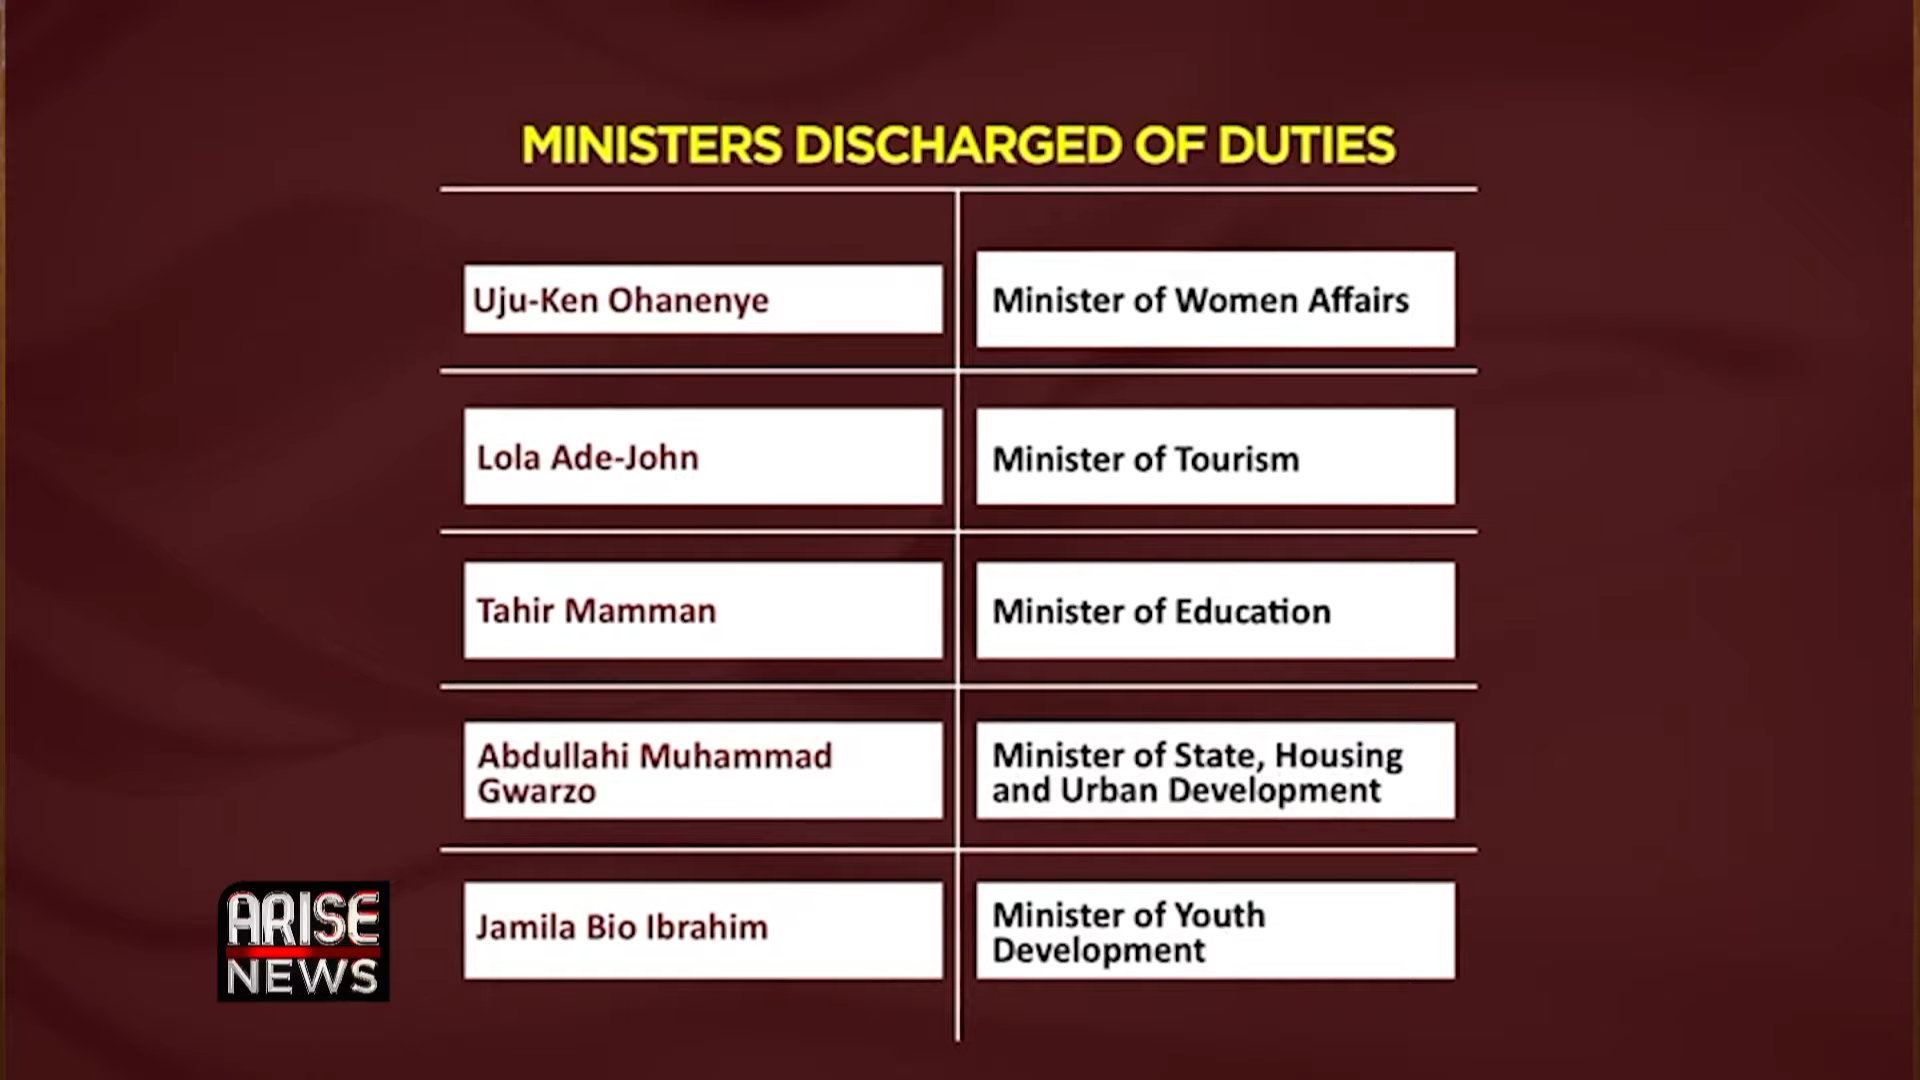 MINISTERS DISCHARGED OF DUTIES
Uju-Ken Ohanenye
Minister of Women Affairs
Lola Ade-John
Minister of Tourism
Tahir Mamman
Minister of Education
Abdullahi Muhammad
Gwarzo
Minister of State, Housing
and Urban Development
Jamila Bio Ibrahim
Minister of Youth
Development
ARISE
NEWS